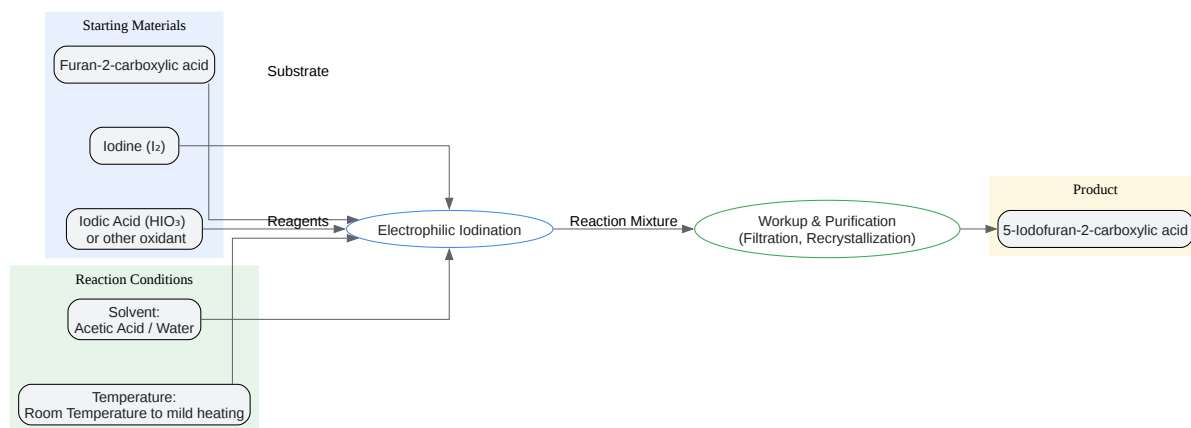 Starting Materials
Furan-2-carboxylic acid
Substrate
Iodine (I₂)
Iodic Acid (HIO₃)
or other oxidant
Reagents
Electrophilic Iodination
Reaction Mixture
Workup & Purification
(Filtration, Recrystallization)
Product
5-Iodofuran-2-carboxylic acid
Reaction Conditions
Solvent:
Acetic Acid / Water
Temperature:
Room Temperature to mild heating